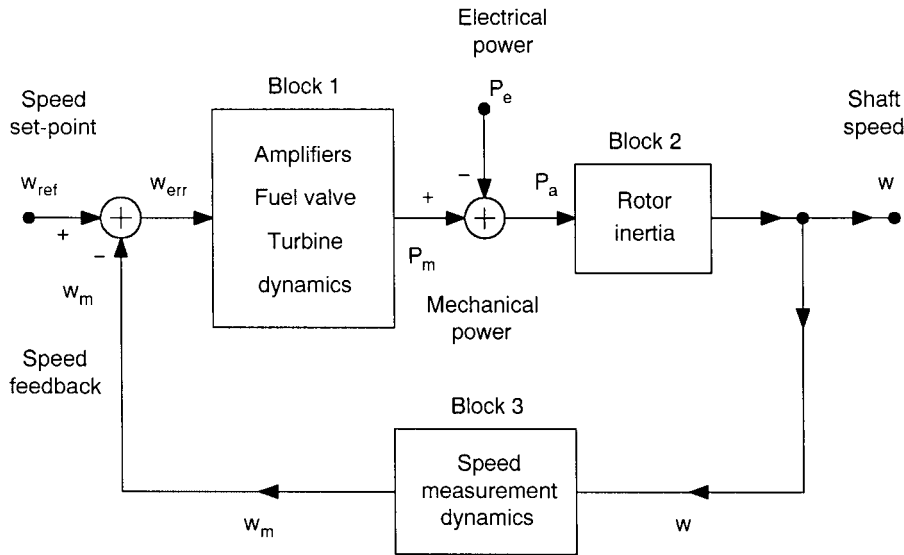 Electrical
power
Block 1
P_e
Speed
set-point
Shaft
speed
Block 2
Amplifiers
Fuel valve
Turbine
dynamics
w_ref
w_err
+
−
+
−
+
+
P_a
Rotor
inertia
w
P_m
w_m
Mechanical
power
Speed
feedback
Block 3
Speed
measurement
dynamics
w_m
w